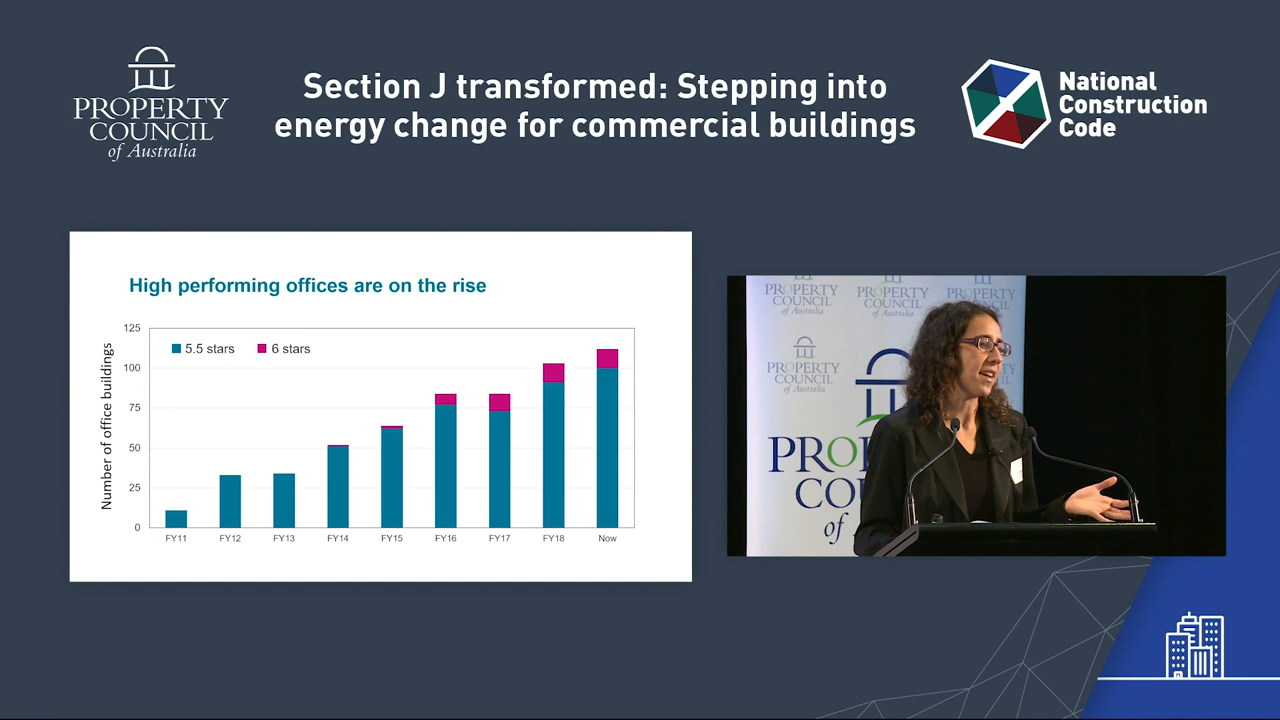 PROPERTY
COUNCIL
of Australia
Section J transformed: Stepping into
energy change for commercial buildings
National
Construction
Code
High performing offices are on the rise
Number of office buildings
5.5 stars
6 stars
125
100
75
50
25
0
FY11
FY12
FY13
FY14
FY15
FY16
FY17
FY18
Now
PROPERTY
COUNCIL
of Australia
PROPERTY
COUNCIL
of Australia
PROPERTY
COUNCIL
of Australia
PROPERTY
COUNCIL
of Australia
PRO
COU
of